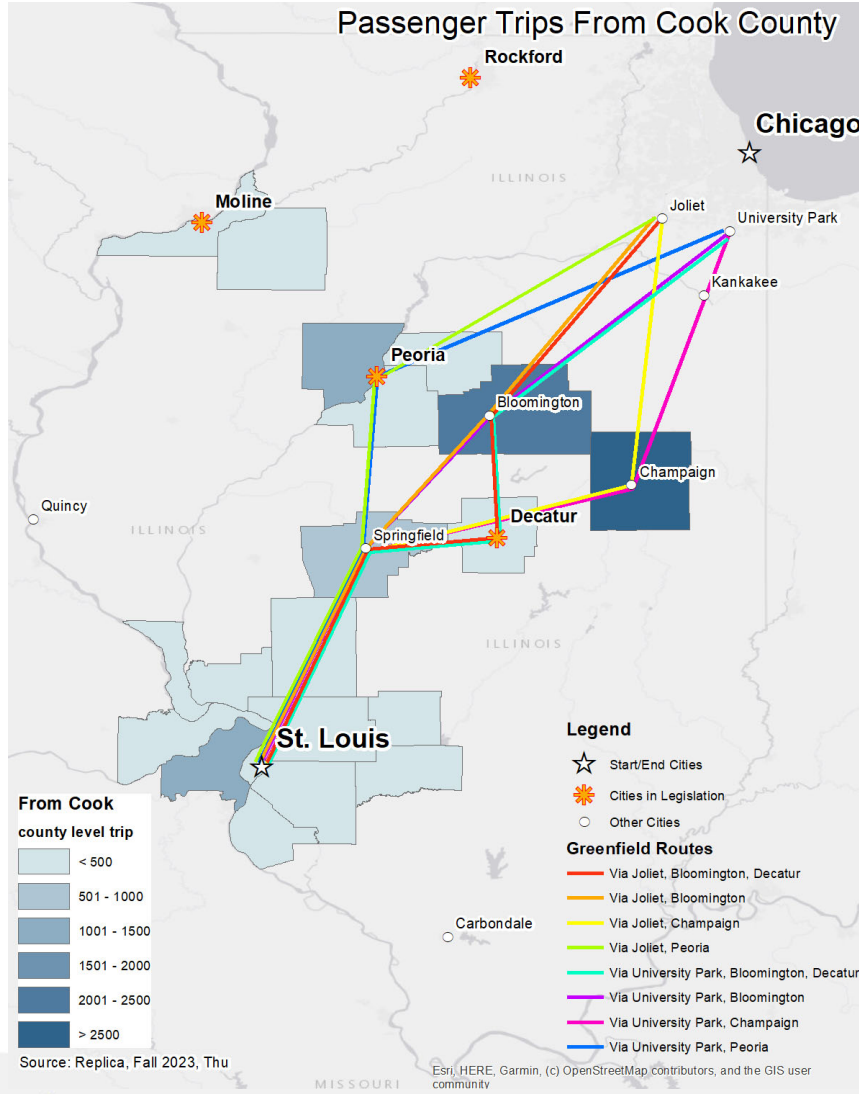 Passenger Trips From Cook County
Rockford
Chicago
ILLINOIS
Moline
Joliet
University Park
Kankakee
Peoria
Bloomington
Champaign
Quincy
Decatur
Springfield
ILLINOIS
ILLINOIS
St. Louis
Carbondale
From Cook
county level trip
< 500
501 - 1000
1001 - 1500
1501 - 2000
2001 - 2500
> 2500
Legend
Start/End Cities
Cities in Legislation
Other Cities
Greenfield Routes
Via Joliet, Bloomington, Decatur
Via Joliet, Bloomington
Via Joliet, Champaign
Via Joliet, Peoria
Via University Park, Bloomington, Decatur
Via University Park, Bloomington
Via University Park, Champaign
Via University Park, Peoria
Source: Replica, Fall 2023, Thu
Esri, HERE, Garmin, (c) OpenStreetMap contributors, and the GIS user
community
MISSOURI